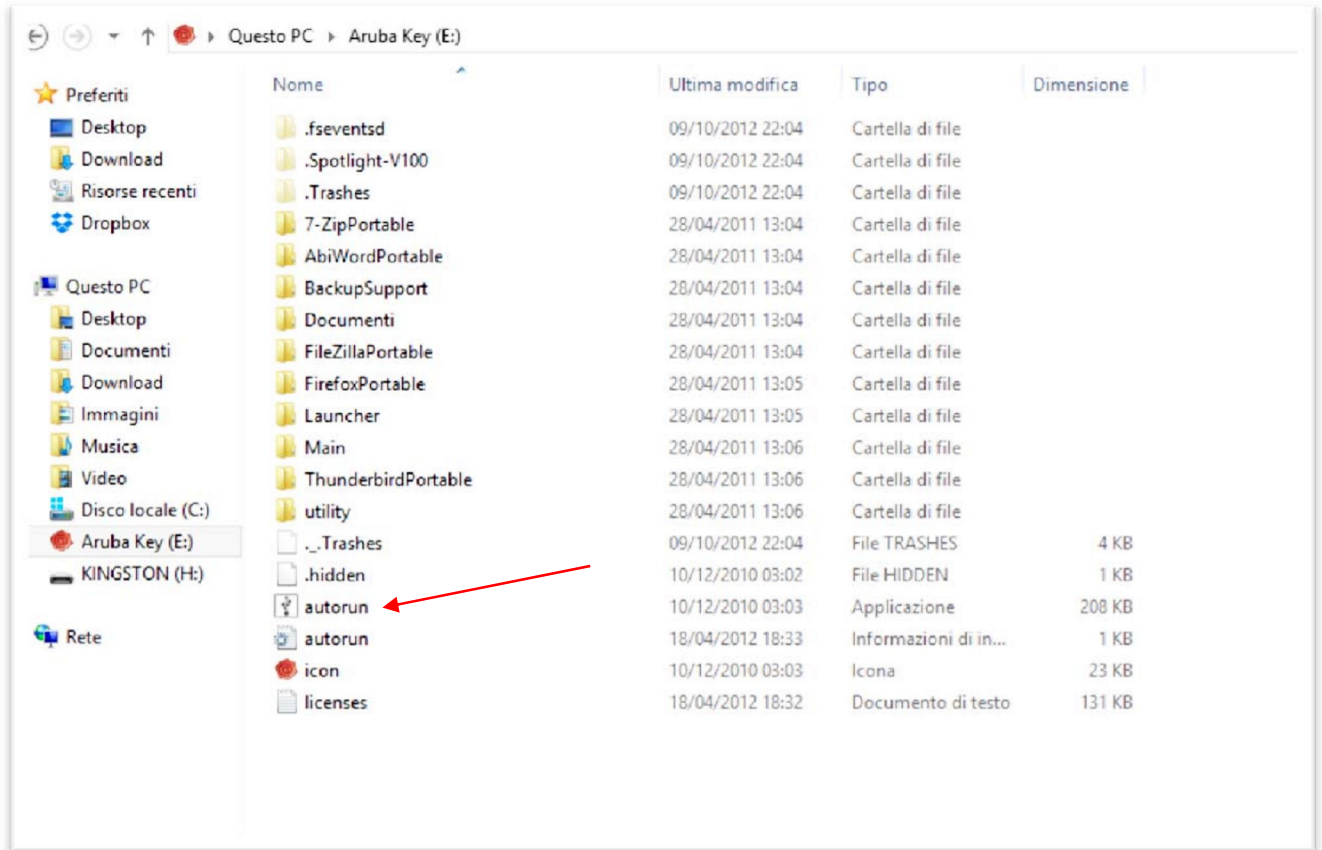 Questo PC Aruba Key (E:)
Preferiti
Desktop
Download
Risorse recenti
Dropbox
Questo PC
Desktop
Documenti
Download
Immagini
Musica
Video
Disco locale (C:)
Aruba Key (E:)
KINGSTON (H:)
Rete
Nome Ultima modifica Tipo Dimensione
.fseventsd 09/10/2012 22:04 Cartella di file
.Spotlight-V100 09/10/2012 22:04 Cartella di file
.Trashes 09/10/2012 22:04 Cartella di file
7-ZipPortable 28/04/2011 13:04 Cartella di file
AbiWordPortable 28/04/2011 13:04 Cartella di file
BackupSupport 28/04/2011 13:04 Cartella di file
Documenti 28/04/2011 13:04 Cartella di file
FileZillaPortable 28/04/2011 13:04 Cartella di file
FirefoxPortable 28/04/2011 13:05 Cartella di file
Launcher 28/04/2011 13:05 Cartella di file
Main 28/04/2011 13:06 Cartella di file
ThunderbirdPortable 28/04/2011 13:06 Cartella di file
utility 28/04/2011 13:06 Cartella di file
._.Trashes 09/10/2012 22:04 File TRASHES 4 KB
.hidden 10/12/2010 03:02 File HIDDEN 1 KB
autorun 10/12/2010 03:03 Applicazione 208 KB
autorun 18/04/2012 18:33 Informazioni di in... 1 KB
icon 10/12/2010 03:03 Icona 23 KB
licenses 18/04/2012 18:32 Documento di testo 131 KB